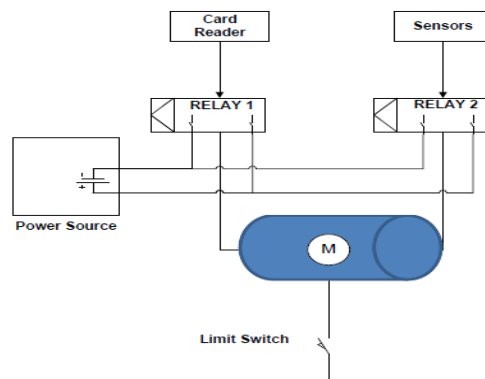 Card
Reader
Sensors
RELAY 1
RELAY 2
-
+
Power Source
M
Limit Switch